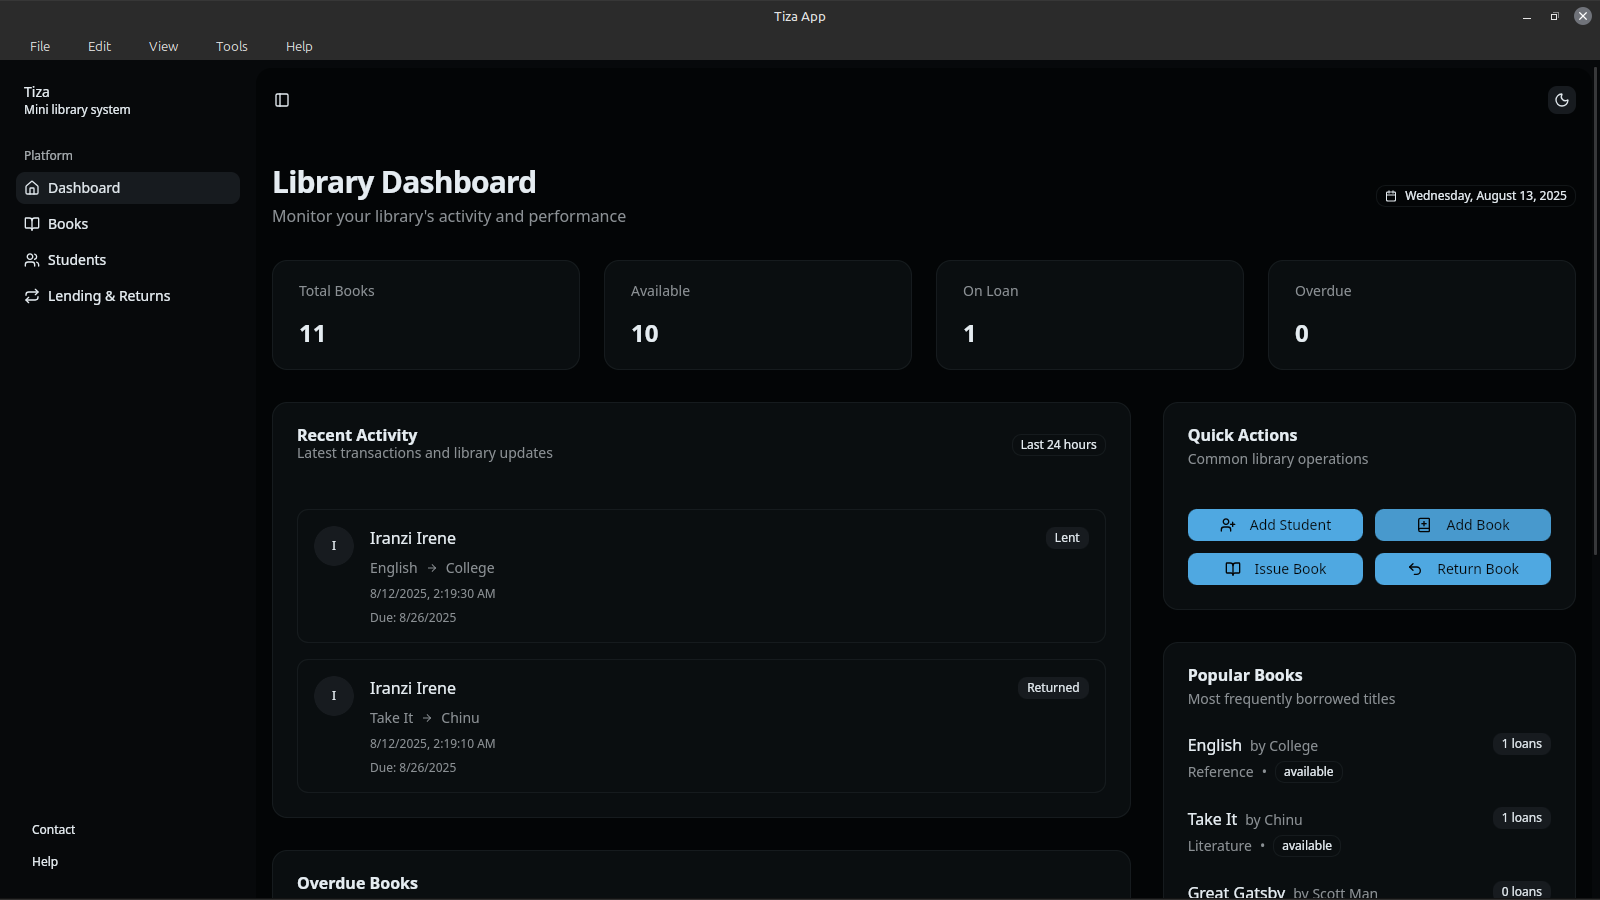 Tiza App
File Edit View Tools Help
Tiza
Mini library system
Platform
Dashboard
Books
Students
Lending & Returns
Contact
Help
Library Dashboard
Monitor your library's activity and performance
Wednesday, August 13, 2025
Total Books
11
Available
10
On Loan
1
Overdue
0
Recent Activity
Latest transactions and library updates
Last 24 hours
I
Iranzi Irene
Lent
English → College
8/12/2025, 2:19:30 AM
Due: 8/26/2025
I
Iranzi Irene
Returned
Take It → Chinu
8/12/2025, 2:19:10 AM
Due: 8/26/2025
Overdue Books
Quick Actions
Common library operations
Add Student
Add Book
Issue Book
Return Book
Popular Books
Most frequently borrowed titles
English by College
1 loans
Reference • available
Take It by Chinu
1 loans
Literature • available
Great Gatsby by Scott Man
0 loans